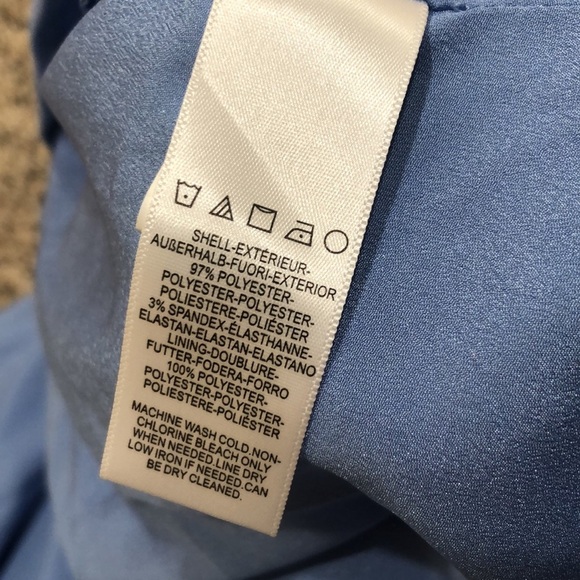 SHELL-EXTÉRIEUR-
AUßERHALB-FUORI-EXTERIOR
97% POLYESTER-
POLYESTER-POLYESTER-
POLIESTERE-POLIÉSTER
3% SPANDEX-ÉLASTHANNE-
ELASTAN-ELASTAN-ELASTANO
LINING-DOUBLURE-
FUTTER-FODERA-FORRO
100% POLYESTER-
POLYESTER-POLYESTER-
POLIESTERE-POLIÉSTER
MACHINE WASH COLD.NON-
CHLORINE BLEACH ONLY
WHEN NEEDED.LINE DRY
LOW IRON IF NEEDED.CAN
BE DRY CLEANED.